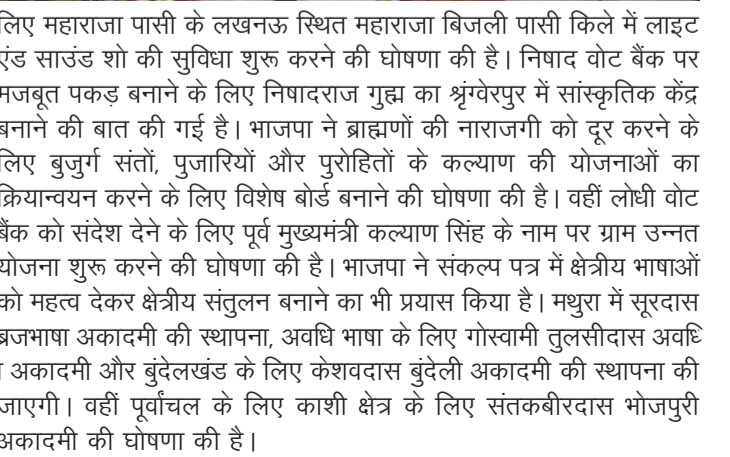 लिए महाराजा पासी के लखनऊ स्थित महाराजा बिजली पासी किले में लाइट
एंड साउंड शो की सुविधा शुरू करने की घोषणा की है। निषाद वोट बैंक पर
मजबूत पकड़ बनाने के लिए निषादराज गुह्म का श्रृंग्वेरपुर में सांस्कृतिक केंद्र
बनाने की बात की गई है। भाजपा ने ब्राह्मणों की नाराजगी को दूर करने के
लिए बुजुर्ग संतों, पुजारियों और पुरोहितों के कल्याण की योजनाओं का
क्रियान्वयन करने के लिए विशेष बोर्ड बनाने की घोषणा की है। वहीं लोधी वोट
बैंक को संदेश देने के लिए पूर्व मुख्यमंत्री कल्याण सिंह के नाम पर ग्राम उन्नत
योजना शुरू करने की घोषणा की है। भाजपा ने संकल्प पत्र में क्षेत्रीय भाषाओं
को महत्व देकर क्षेत्रीय संतुलन बनाने का भी प्रयास किया है। मथुरा में सूरदास
ब्रजभाषा अकादमी की स्थापना, अवधि भाषा के लिए गोस्वामी तुलसीदास अवधि
अकादमी और बुंदेलखंड के लिए केशवदास बुंदेली अकादमी की स्थापना की
जाएगी। वहीं पूर्वांचल के लिए काशी क्षेत्र के लिए संतकबीरदास भोजपुरी
अकादमी की घोषणा की है।